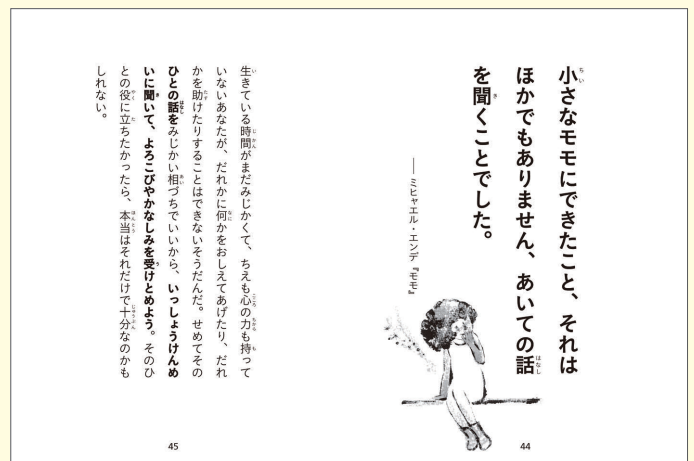 小さなモモにできたこと、それは
ほかでもありません、あいての話
を聞くことでした。
―― ミヒャエル・エンデ『モモ』
44
生きている時間がまだみじかくて、ちえも心の力も持って
いないあなたが、だれかに何かをおしえてあげたり、だれ
かを助けたりすることはできないそうだんだ。せめてその
ひとの話をみじかい相づちでいいから、いっしょうけんめ
いに聞いて、よろこびやかなしみを受けとめよう。そのひ
との役に立ちたかったら、本当はそれだけで十分なのかも
しれない。
45